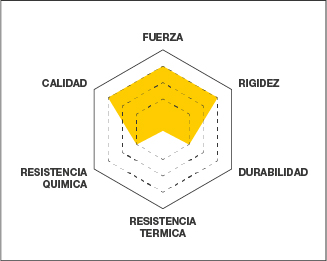 FUERZA
CALIDAD
RIGIDEZ
RESISTENCIA
QUIMICA
DURABILIDAD
RESISTENCIA
TERMICA